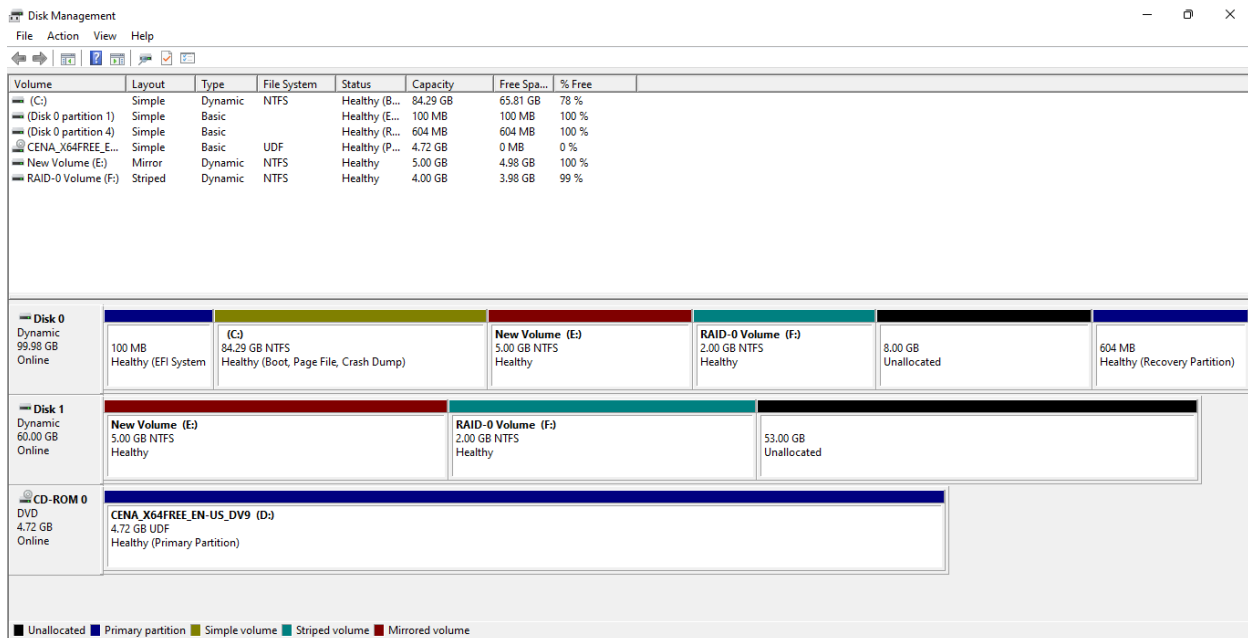 Disk Management
File Action View Help
Volume Layout Type File System Status Capacity Free Spa... % Free
(C:) Simple Dynamic NTFS Healthy (B... 84.29 GB 65.81 GB 78 %
(Disk 0 partition 1) Simple Basic Healthy (E... 100 MB 100 MB 100 %
(Disk 0 partition 4) Simple Basic Healthy (R... 604 MB 604 MB 100 %
CENA_X64FREE_E... Simple Basic UDF Healthy (P... 4.72 GB 0 MB 0 %
New Volume (E:) Mirror Dynamic NTFS Healthy 5.00 GB 4.98 GB 100 %
RAID-0 Volume (F:) Striped Dynamic NTFS Healthy 4.00 GB 3.98 GB 99 %
Disk 0
Dynamic
99.98 GB
Online
100 MB
Healthy (EFI System
(C:)
84.29 GB NTFS
Healthy (Boot, Page File, Crash Dump)
New Volume (E:)
5.00 GB NTFS
Healthy
RAID-0 Volume (F:)
2.00 GB NTFS
Healthy
8.00 GB
Unallocated
604 MB
Healthy (Recovery Partition)
Disk 1
Dynamic
60.00 GB
Online
New Volume (E:)
5.00 GB NTFS
Healthy
RAID-0 Volume (F:)
2.00 GB NTFS
Healthy
53.00 GB
Unallocated
CD-ROM 0
DVD
4.72 GB
Online
CENA_X64FREE_EN-US_DV9 (D:)
4.72 GB UDF
Healthy (Primary Partition)
Unallocated Primary partition Simple volume Striped volume Mirrored volume